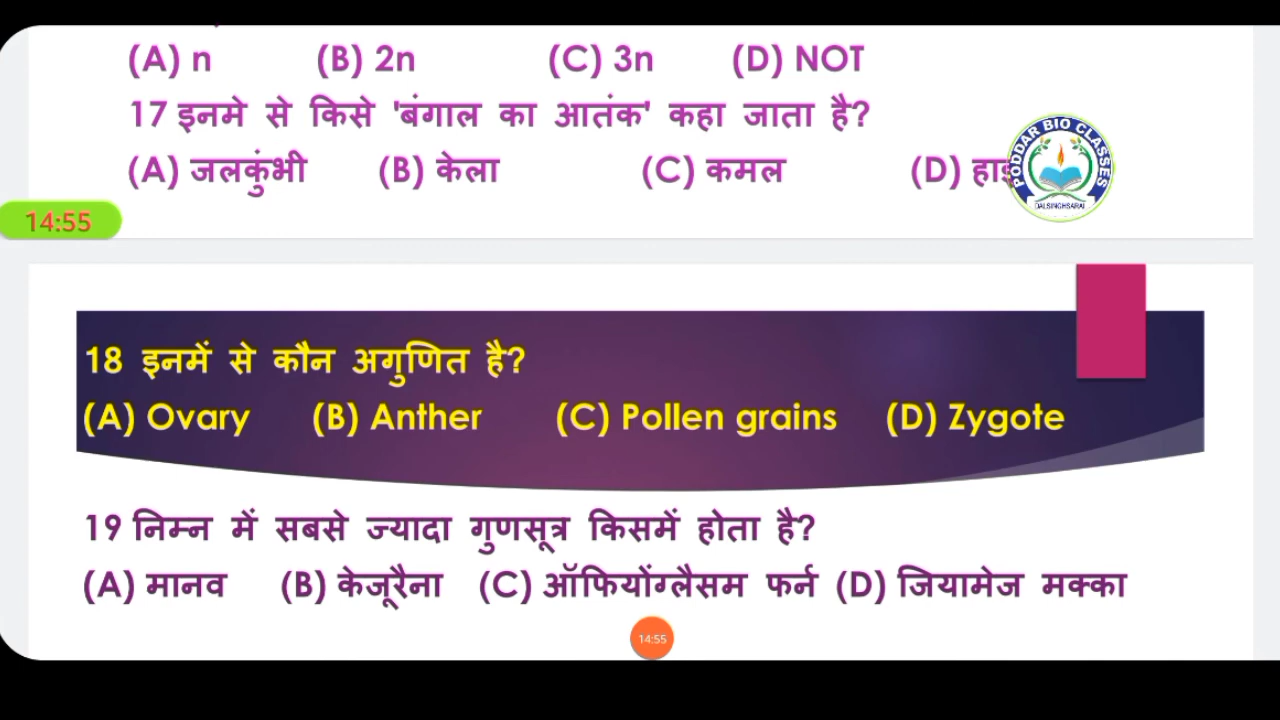 (A) n (B) 2n (C) 3n (D) NOT
17 इनमे से किसे 'बंगाल का आतंक' कहा जाता है?
(A) जलकुंभी (B) केला (C) कमल (D)
PODDAR BIO CLASSES
DALSINGHSARAI
14:55
18 इनमें से कौन अगुणित है?
(A) Ovary (B) Anther (C) Pollen grains (D) Zygote
19 निम्न में सबसे ज्यादा गुणसूत्र किसमें होता है?
(A) मानव (B) केजूरैना (C) ऑफियोंग्लैसम फर्न (D) जियामेज मक्का
14:55